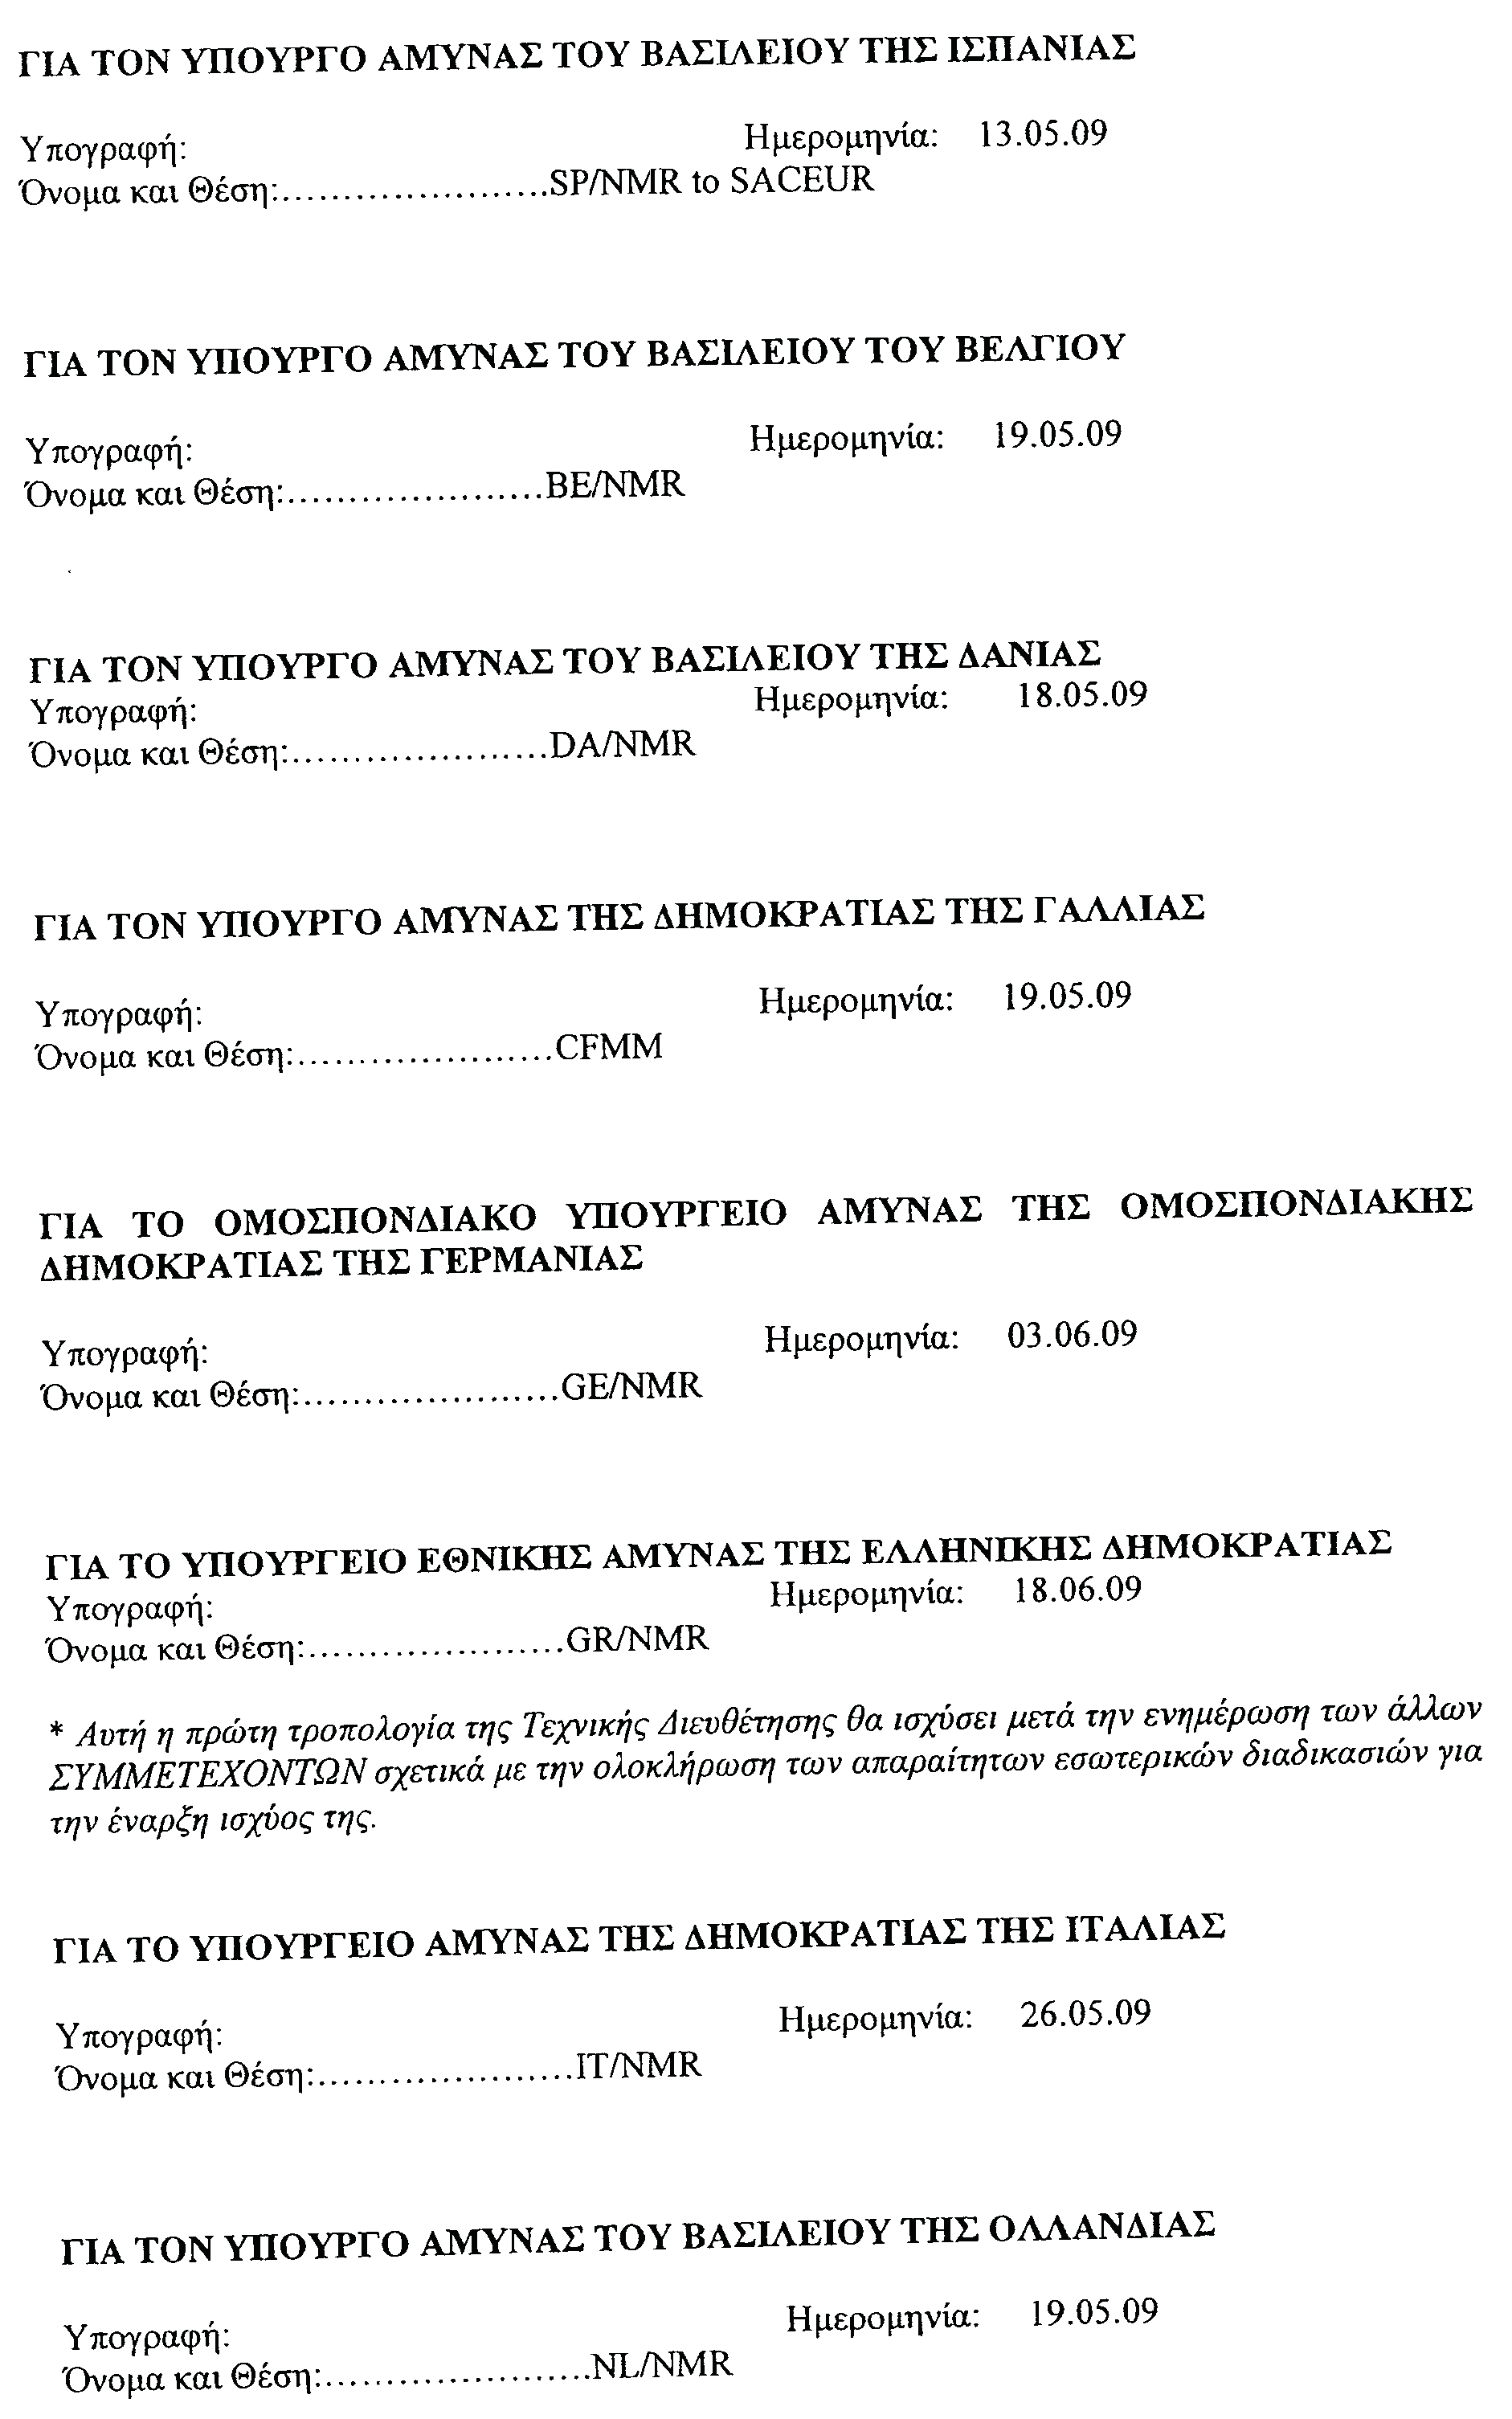 ΓΙΑ ΤΟΝ ΥΠΟΥΡΓΟ ΑΜΥΝΑΣ ΤΟΥ ΒΑΣΙΛΕΙΟΥ ΤΗΣ ΙΣΠΑΝΙΑΣ
Υπογραφή: Ημερομηνία: 13.05.09
Όνομα και Θέση:......................SP/NMR to SACEUR
ΓΙΑ ΤΟΝ ΥΠΟΥΡΓΟ ΑΜΥΝΑΣ ΤΟΥ ΒΑΣΙΛΕΙΟΥ ΤΟΥ ΒΕΛΓΙΟΥ
Υπογραφή: Ημερομηνία: 19.05.09
Όνομα και Θέση:......................BE/NMR
ΓΙΑ ΤΟΝ ΥΠΟΥΡΓΟ ΑΜΥΝΑΣ ΤΟΥ ΒΑΣΙΛΕΙΟΥ ΤΗΣ ΔΑΝΙΑΣ
Υπογραφή: Ημερομηνία: 18.05.09
Όνομα και Θέση:......................DA/NMR
ΓΙΑ ΤΟΝ ΥΠΟΥΡΓΟ ΑΜΥΝΑΣ ΤΗΣ ΔΗΜΟΚΡΑΤΙΑΣ ΤΗΣ ΓΑΛΛΙΑΣ
Υπογραφή: Ημερομηνία: 19.05.09
Όνομα και Θέση:......................CFMM
ΓΙΑ ΤΟ ΟΜΟΣΠΟΝΔΙΑΚΟ ΥΠΟΥΡΓΕΙΟ ΑΜΥΝΑΣ ΤΗΣ ΟΜΟΣΠΟΝΔΙΑΚΗΣ
ΔΗΜΟΚΡΑΤΙΑΣ ΤΗΣ ΓΕΡΜΑΝΙΑΣ
Υπογραφή: Ημερομηνία: 03.06.09
Όνομα και Θέση:......................GE/NMR
ΓΙΑ ΤΟ ΥΠΟΥΡΓΕΙΟ ΕΘΝΙΚΗΣ ΑΜΥΝΑΣ ΤΗΣ ΕΛΛΗΝΙΚΗΣ ΔΗΜΟΚΡΑΤΙΑΣ
Υπογραφή: Ημερομηνία: 18.06.09
Όνομα και Θέση:......................GR/NMR
* Αυτή η πρώτη τροπολογία της Τεχνικής Διευθέτησης θα ισχύσει μετά την ενημέρωση των άλλων
ΣΥΜΜΕΤΕΧΟΝΤΩΝ σχετικά με την ολοκλήρωση των απαραίτητων εσωτερικών διαδικασιών για
την έναρξη ισχύος της.
ΓΙΑ ΤΟ ΥΠΟΥΡΓΕΙΟ ΑΜΥΝΑΣ ΤΗΣ ΔΗΜΟΚΡΑΤΙΑΣ ΤΗΣ ΙΤΑΛΙΑΣ
Υπογραφή: Ημερομηνία: 26.05.09
Όνομα και Θέση:......................IT/NMR
ΓΙΑ ΤΟΝ ΥΠΟΥΡΓΟ ΑΜΥΝΑΣ ΤΟΥ ΒΑΣΙΛΕΙΟΥ ΤΗΣ ΟΛΛΑΝΔΙΑΣ
Υπογραφή: Ημερομηνία: 19.05.09
Όνομα και Θέση:.......................NL/NMR